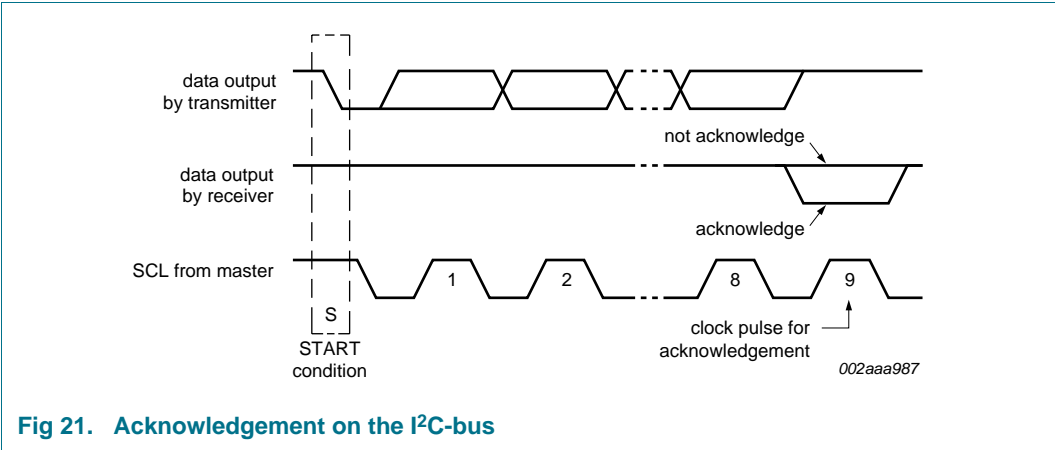 data output
by transmitter
not acknowledge
data output
by receiver
acknowledge
SCL from master
1
2
8
9
S
START
condition
clock pulse for
acknowledgement
002aaa987
Fig 21. Acknowledgement on the I²C-bus